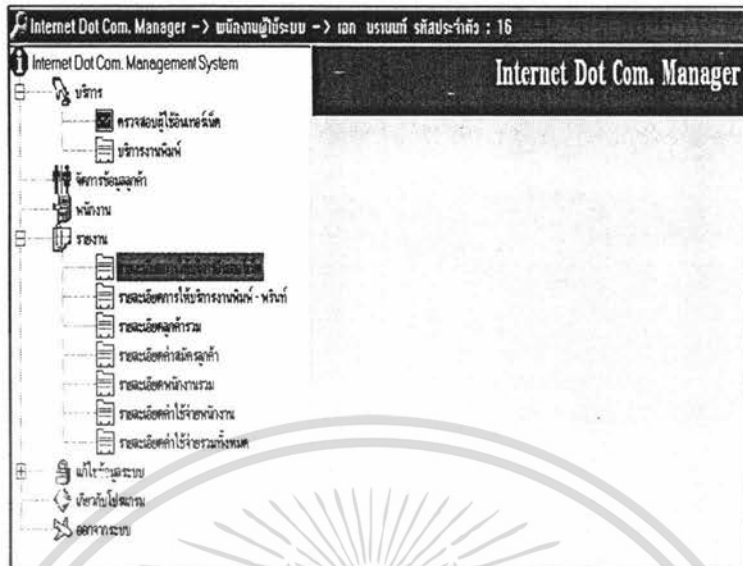 Internet Dot Com. Manager -> พนักงานผู้ใช้ระบบ -> เอก บรานนท์ รหัสประจำตัว : 16
Internet Dot Com. Management System
Internet Dot Com. Manager
บริการ
ตรวจสอบผู้ใช้อินเทอร์เน็ต
บริการงานพิมพ์
จัดการข้อมูลลูกค้า
พนักงาน
รายงาน
รายละเอียดการให้บริการงานพิมพ์ - พริ้นท์
รายละเอียดลูกค้ารวม
รายละเอียดค่าสมัครลูกค้า
รายละเอียดพนักงานรวม
รายละเอียดค่าใช้จ่ายพนักงาน
รายละเอียดค่าใช้จ่ายรวมทั้งหมด
แก้ไขข้อมูลระบบ
เกี่ยวกับโปรแกรม
ออกจากระบบ